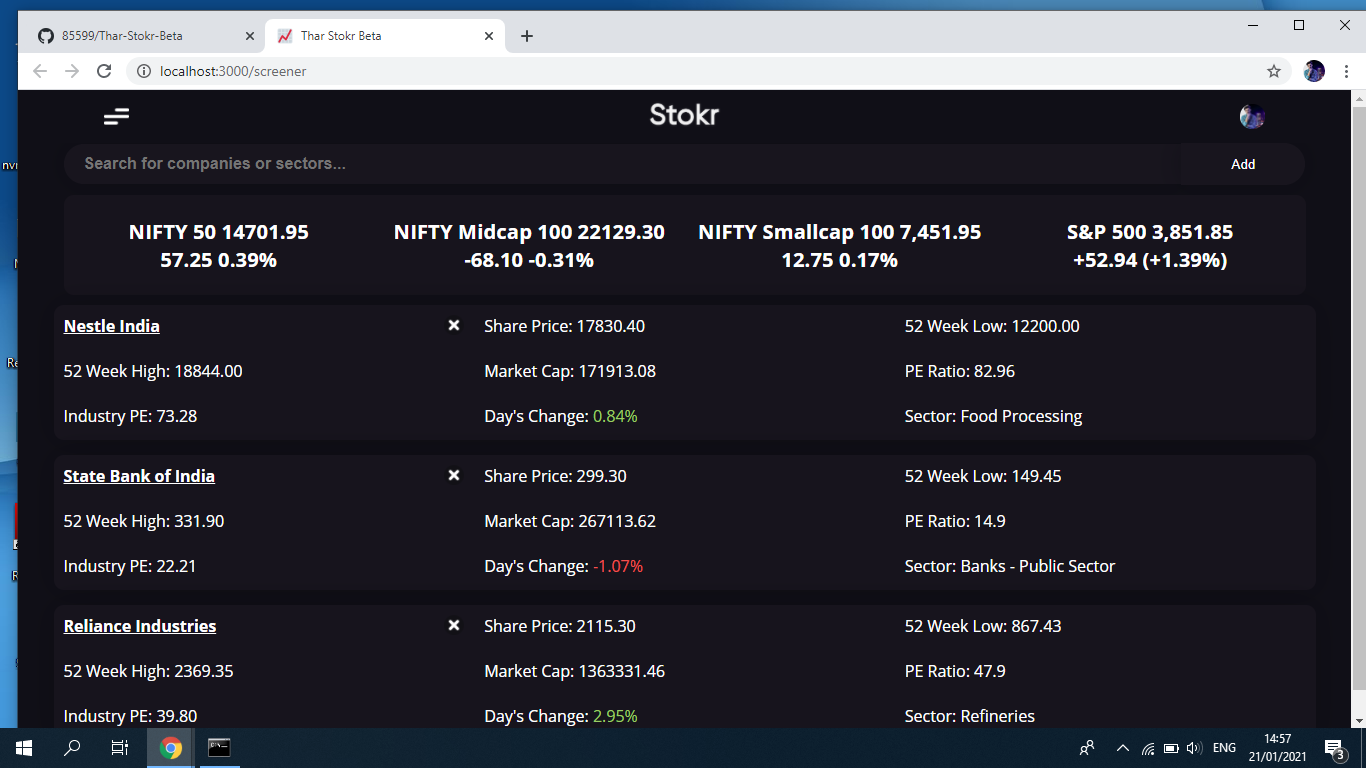 85599/Thar-Stokr-Beta
Thar Stokr Beta
localhost:3000/screener
Stokr
Search for companies or sectors...
Add
NIFTY 50 14701.95
57.25 0.39%
NIFTY Midcap 100 22129.30
-68.10 -0.31%
NIFTY Smallcap 100 7,451.95
12.75 0.17%
S&P 500 3,851.85
+52.94 (+1.39%)
Nestle India
Share Price: 17830.40
52 Week Low: 12200.00
52 Week High: 18844.00
Market Cap: 171913.08
PE Ratio: 82.96
Industry PE: 73.28
Day's Change: 0.84%
Sector: Food Processing
State Bank of India
Share Price: 299.30
52 Week Low: 149.45
52 Week High: 331.90
Market Cap: 267113.62
PE Ratio: 14.9
Industry PE: 22.21
Day's Change: -1.07%
Sector: Banks - Public Sector
Reliance Industries
Share Price: 2115.30
52 Week Low: 867.43
52 Week High: 2369.35
Market Cap: 1363331.46
PE Ratio: 47.9
Industry PE: 39.80
Day's Change: 2.95%
Sector: Refineries
ENG
14:57
21/01/2021
3